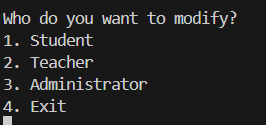 Who do you want to modify?
1. Student
2. Teacher
3. Administrator
4. Exit